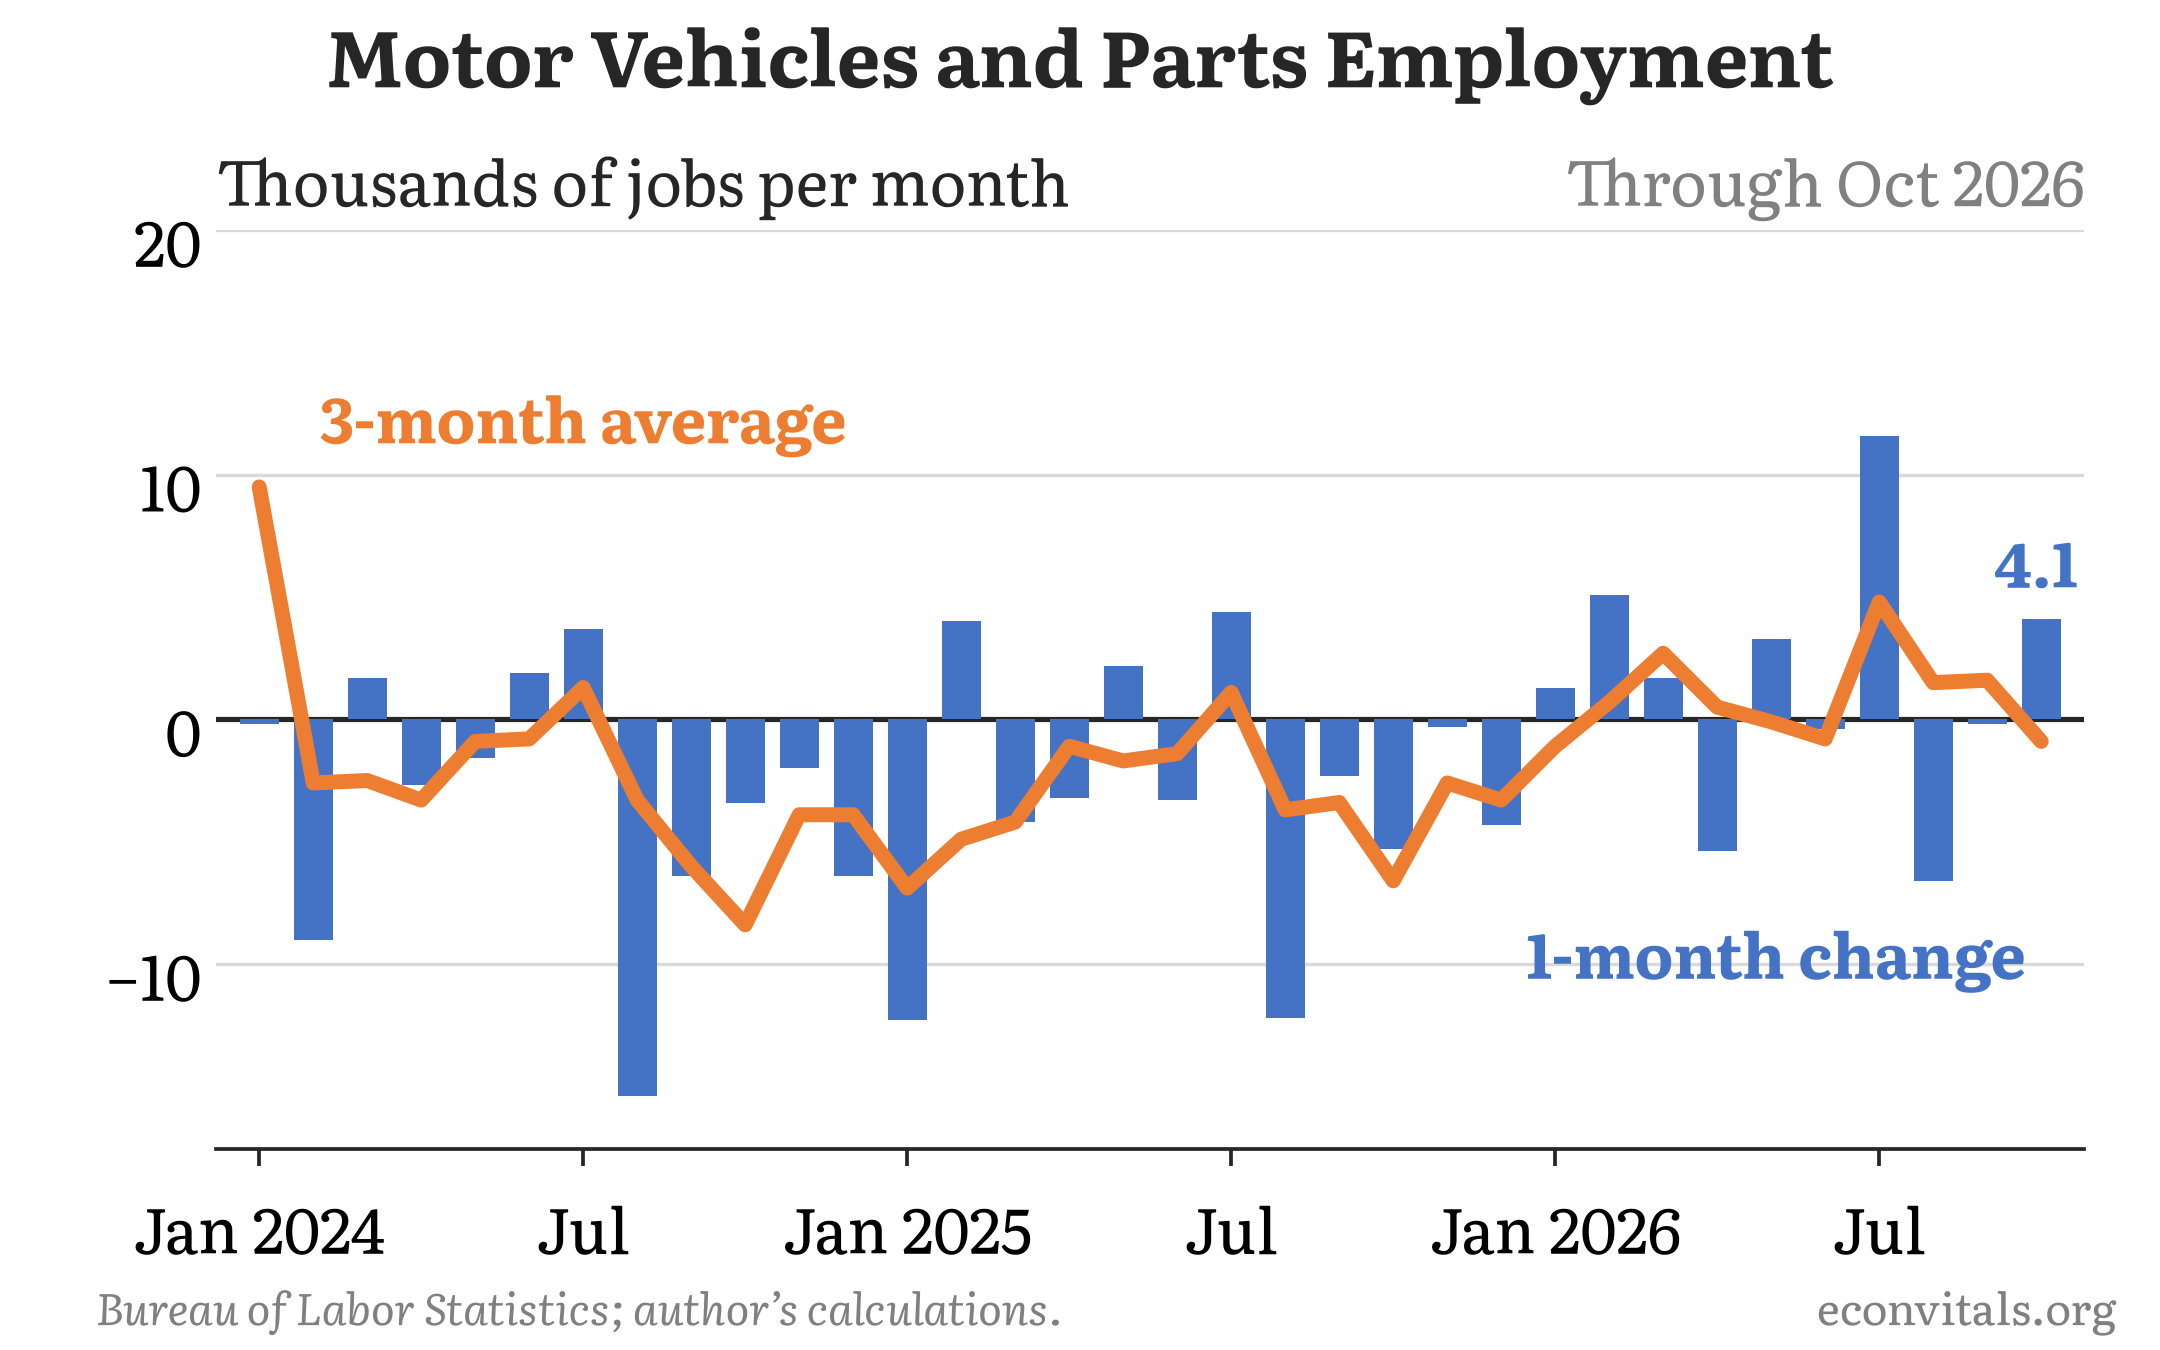 Motor Vehicles and Parts Employment
Thousands of jobs per month
Through Oct 2026
20
3-month average
10
4.1
0
1-month change
−10
Jan 2024
Jul
Jan 2025
Jul
Jan 2026
Jul
Bureau of Labor Statistics; author’s calculations.
econvitals.org